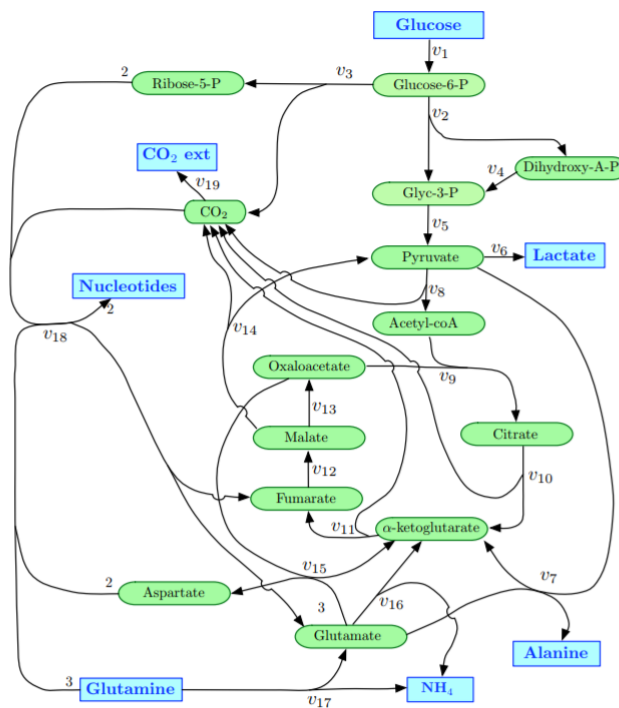 Glucose
v1
2
Ribose-5-P
v3
Glucose-6-P
v2
CO2 ext
v4
Dihydroxy-A-P
v19
Glyc-3-P
CO2
v5
Pyruvate
v6
Lactate
Nucleotides
2
v8
v18
v14
Acetyl-coA
Oxaloacetate
v9
v13
Malate
Citrate
v12
v10
Fumarate
v11
α-ketoglutarate
v15
v7
2
Aspartate
3
v16
Glutamate
Alanine
3
Glutamine
NH4
v17